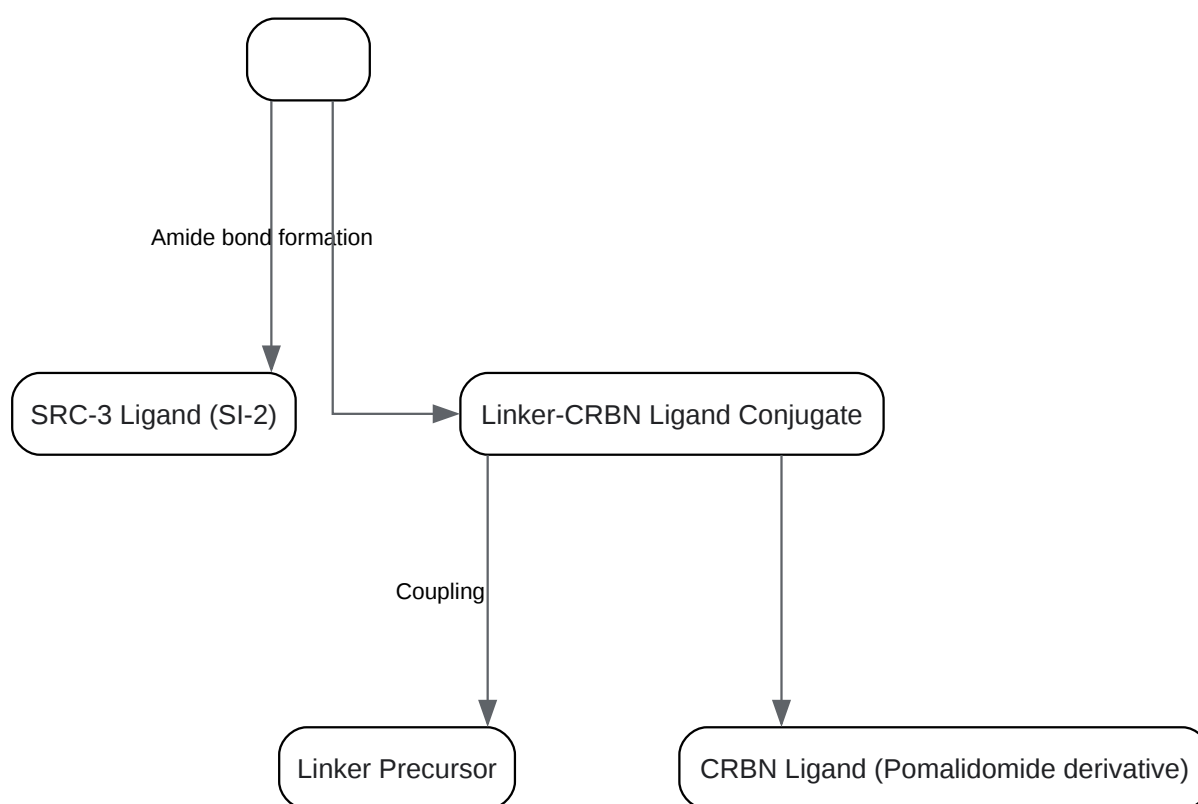 Amide bond formation
SRC-3 Ligand (SI-2)
Linker-CRBN Ligand Conjugate
Coupling
Linker Precursor
CRBN Ligand (Pomalidomide derivative)